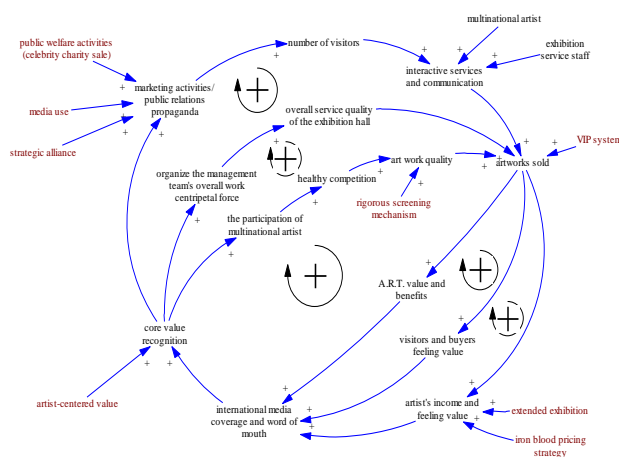 multinational artist
public welfare activities
(celebrity charity sale)
number of visitors
exhibition
service staff
interactive services
and communication
marketing activities/
public relations
propaganda
media use
overall service quality
of the exhibition hall
strategic alliance
VIP system
organize the management
team's overall work
centripetal force
healthy competition
art work quality
artworks sold
rigorous screening
mechanism
the participation of
multinational artist
A.R.T. value and
benefits
core value
recognition
visitors and buyers
feeling value
artist-centered value
international media
coverage and word of
mouth
artist's income and
feeling value
extended exhibition
iron blood pricing
strategy